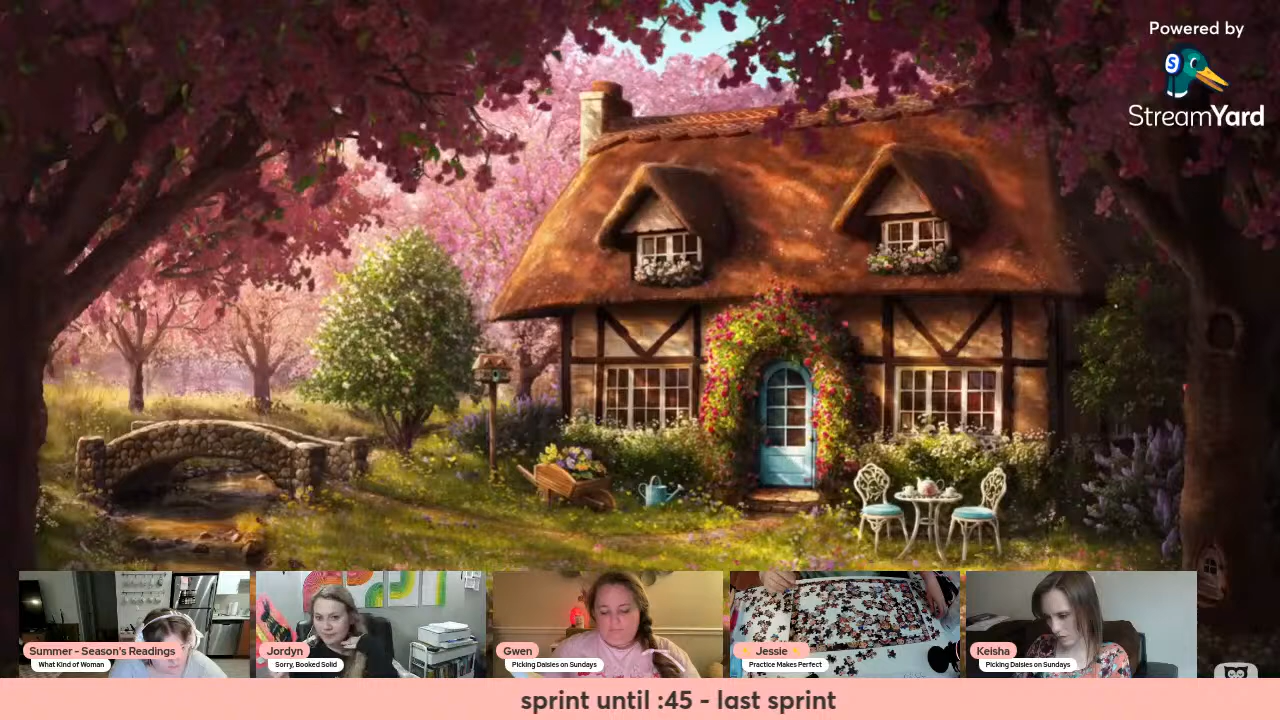 Powered by
StreamYard
Summer - Season's Readings
What Kind of Woman
Jordyn
Sorry, Booked Solid
Gwen
Picking Daisies on Sundays
Jessie
Practice Makes Perfect
Keisha
Picking Daisies on Sundays
sprint until :45 - last sprint